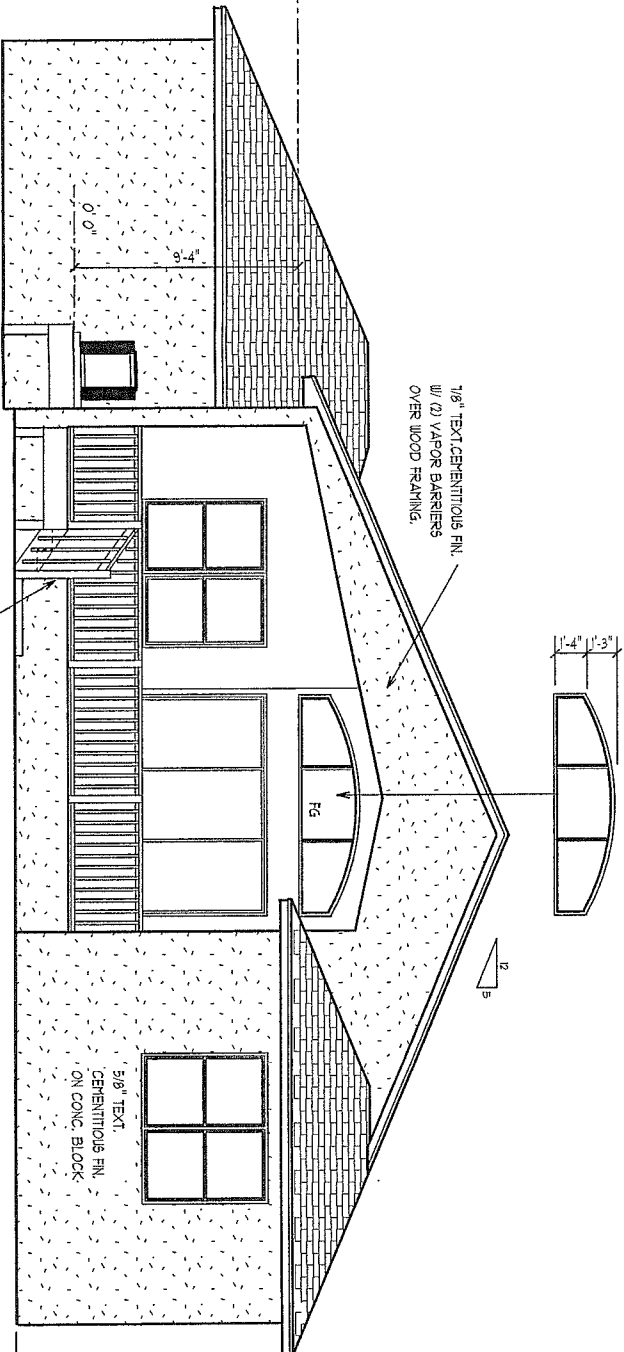 1'-4"
1'-3"
7/8" TEXT. CEMENTITIOUS FIN.
W/ (2) VAPOR BARRIERS
OVER WOOD FRAMING.
12
5
9'-4"
0' 0"
FG
5/8" TEXT.
CEMENTITIOUS FIN.
ON CONC. BLOCK.